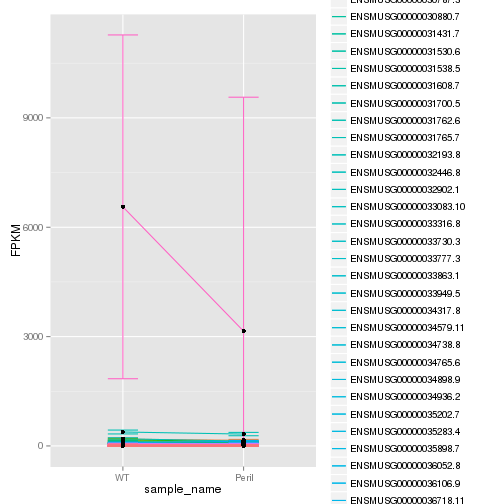 FPKM
9000
6000
3000
0
WT
Peril
sample_name
ENSMUSG00000030880.7
ENSMUSG00000031431.7
ENSMUSG00000031530.6
ENSMUSG00000031538.5
ENSMUSG00000031608.7
ENSMUSG00000031700.5
ENSMUSG00000031762.6
ENSMUSG00000031765.7
ENSMUSG00000032193.8
ENSMUSG00000032446.8
ENSMUSG00000032902.1
ENSMUSG00000033083.10
ENSMUSG00000033316.8
ENSMUSG00000033730.3
ENSMUSG00000033777.3
ENSMUSG00000033863.1
ENSMUSG00000033949.5
ENSMUSG00000034317.8
ENSMUSG00000034579.11
ENSMUSG00000034738.8
ENSMUSG00000034765.6
ENSMUSG00000034898.9
ENSMUSG00000034936.2
ENSMUSG00000035202.7
ENSMUSG00000035283.4
ENSMUSG00000035898.7
ENSMUSG00000036052.8
ENSMUSG00000036106.9
ENSMUSG00000036718.11